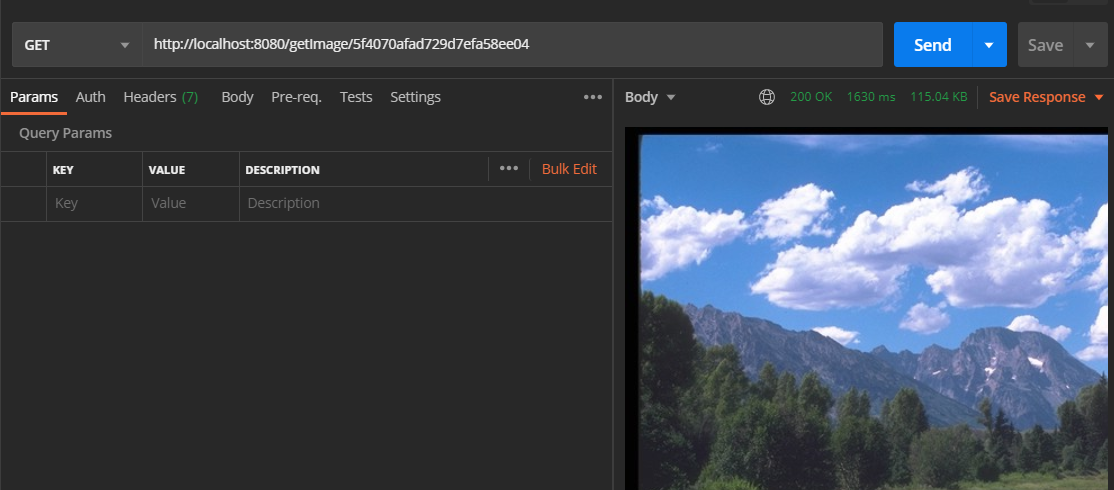 GET http://localhost:8080/getImage/5f4070afad729d7efa58ee04 Send Save
Params Auth Headers (7) Body Pre-req. Tests Settings ••• Body 200 OK 1630 ms 115.04 KB Save Response
Query Params
KEY VALUE DESCRIPTION ••• Bulk Edit
Key Value Description